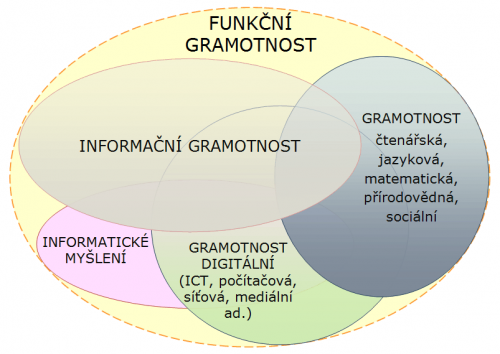 FUNKČNÍ
GRAMOTNOST
INFORMAČNÍ GRAMOTNOST
GRAMOTNOST
čtenářská,
jazyková,
matematická,
přírodovědná,
sociální
INFORMATICKÉ
MYŠLENÍ
GRAMOTNOST
DIGITÁLNÍ
(ICT, počítačová,
síťová, mediální
ad.)